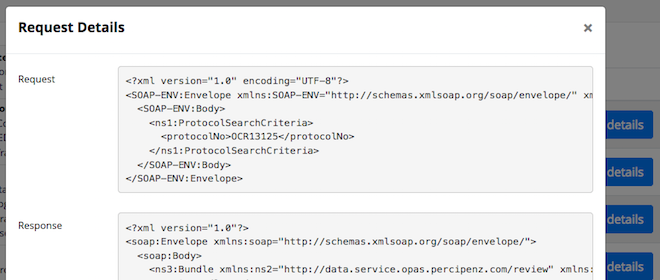 Request Details
×
Request
<?xml version="1.0" encoding="UTF-8"?>
<SOAP-ENV:Envelope xmlns:SOAP-ENV="http://schemas.xmlsoap.org/soap/envelope/"
<SOAP-ENV:Body>
<ns1:ProtocolSearchCriteria>
<protocolNo>OCR13125</protocolNo>
</ns1:ProtocolSearchCriteria>
</SOAP-ENV:Body>
</SOAP-ENV:Envelope>
details
details
details
details
Response
<?xml version="1.0"?>
<soap:Envelope xmlns:soap="http://schemas.xmlsoap.org/soap/envelope/">
<soap:Body>
<ns3:Bundle xmlns:ns2="http://data.service.opas.percipenz.com/review" xmlns: